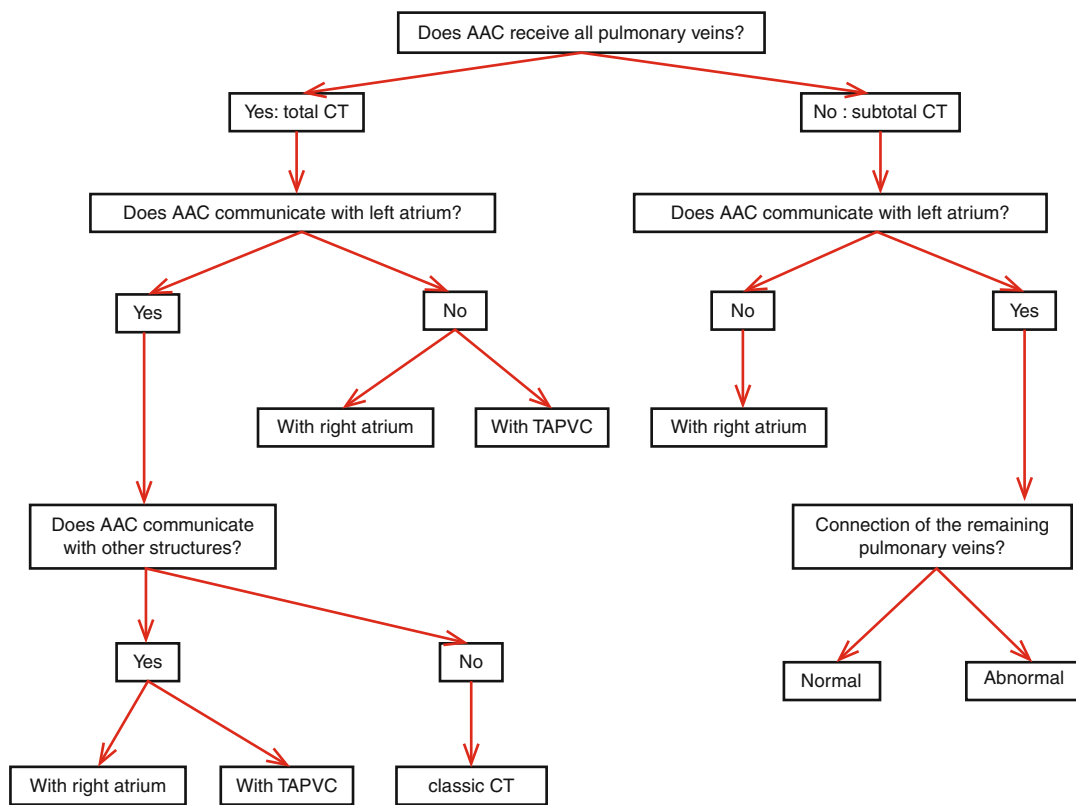 Does AAC receive all pulmonary veins?
Yes: total CT
No : subtotal CT
Does AAC communicate with left atrium?
Does AAC communicate with left atrium?
Yes
No
No
Yes
With right atrium
With TAPVC
With right atrium
Does AAC communicate
with other structures?
Connection of the remaining
pulmonary veins?
Yes
No
Normal
Abnormal
With right atrium
With TAPVC
classic CT